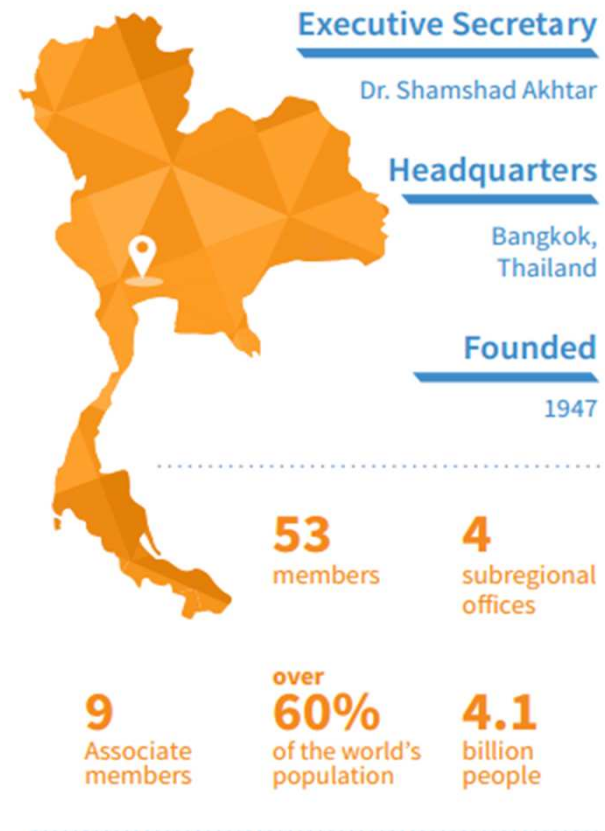 Executive Secretary
Dr. Shamshad Akhtar
Headquarters
Bangkok,
Thailand
Founded
1947
53
members
4
subregional
offices
9
Associate
members
over
60%
of the world's
population
4.1
billion
people